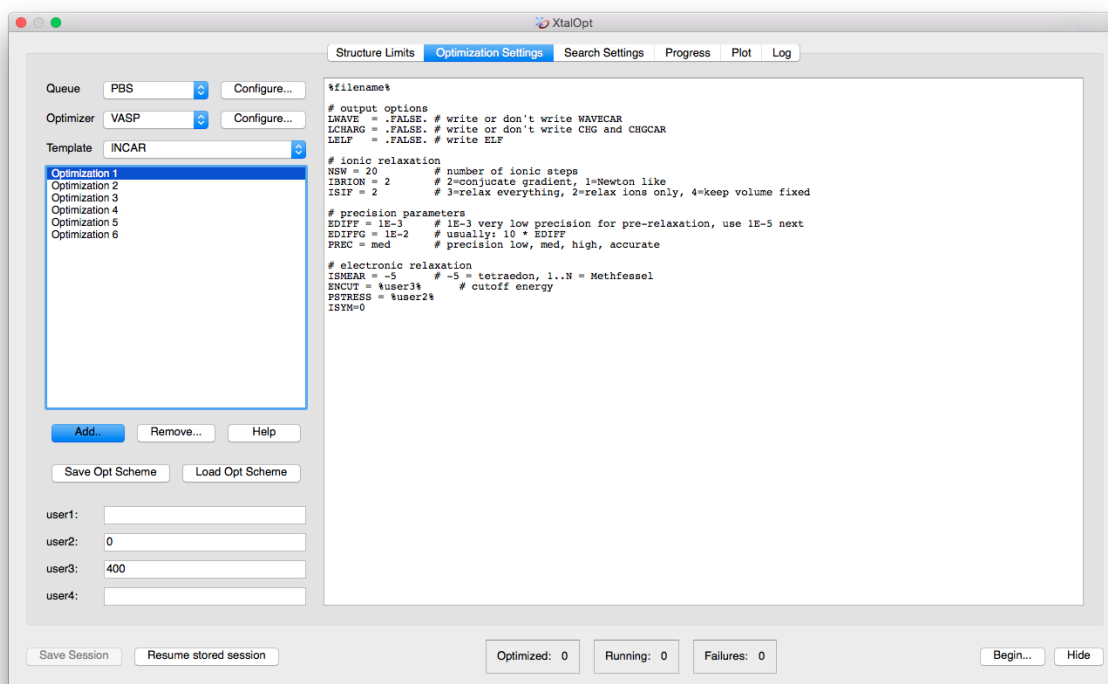 XtalOpt
Structure Limits Optimization Settings Search Settings Progress Plot Log
Queue PBS Configure...
Optimizer VASP Configure...
Template INCAR
Optimization 1
Optimization 2
Optimization 3
Optimization 4
Optimization 5
Optimization 6
Add.. Remove... Help
Save Opt Scheme Load Opt Scheme
user1:
user2: 0
user3: 400
user4:
%filename%
# output options
LWAVE = .FALSE. # write or don't write WAVECAR
LCHARG = .FALSE. # write or don't write CHG and CHGCAR
LELF = .FALSE. # write ELF
# ionic relaxation
NSW = 20 # number of ionic steps
IBRION = 2 # 2=conjucate gradient, 1=Newton like
ISIF = 2 # 3=relax everything, 2=relax ions only, 4=keep volume fixed
# precision parameters
EDIFF = 1E-3 # 1E-3 very low precision for pre-relaxation, use 1E-5 next
EDIFFG = 1E-2 # usually: 10 * EDIFF
PREC = med # precision low, med, high, accurate
# electronic relaxation
ISMEAR = -5 # -5 = tetraedon, 1..N = Methfessel
ENCUT = %user3% # cutoff energy
PSTRESS = %user2%
ISYM=0
Save Session Resume stored session Optimized: 0 Running: 0 Failures: 0 Begin... Hide